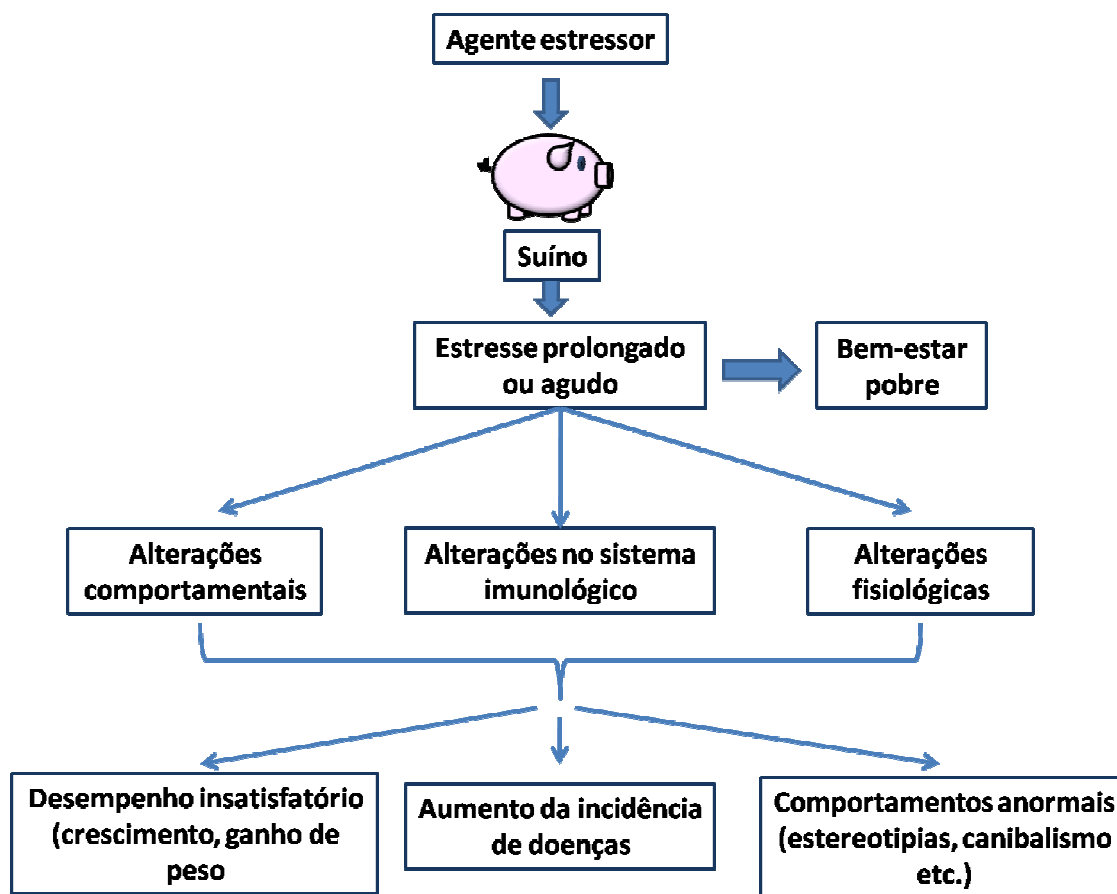 Agente estressor
Suíno
Estresse prolongado
ou agudo
Bem-estar
pobre
Alterações
comportamentais
Alterações no sistema
imunológico
Alterações
fisiológicas
Desempenho insatisfatório
(crescimento, ganho de
peso
Aumento da incidência
de doenças
Comportamentos anormais
(estereotipias, canibalismo
etc.)